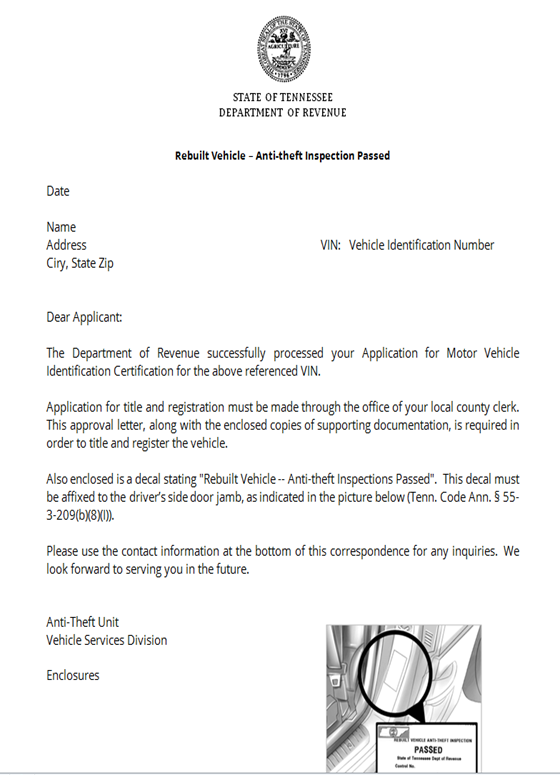 AGRICULTURE
1796
STATE OF TENNESSEE
DEPARTMENT OF REVENUE
Rebuilt Vehicle – Anti-theft Inspection Passed
Date
Name
Address
VIN: Vehicle Identification Number
Ciry, State Zip
Dear Applicant:
The Department of Revenue successfully processed your Application for Motor Vehicle
Identification Certification for the above referenced VIN.
Application for title and registration must be made through the office of your local county clerk.
This approval letter, along with the enclosed copies of supporting documentation, is required in
order to title and register the vehicle.
Also enclosed is a decal stating "Rebuilt Vehicle -- Anti-theft Inspections Passed". This decal must
be affixed to the driver’s side door jamb, as indicated in the picture below (Tenn. Code Ann. § 55-
3-209(b)(8)(I)).
Please use the contact information at the bottom of this correspondence for any inquiries. We
look forward to serving you in the future.
Anti-Theft Unit
Vehicle Services Division
Enclosures
REBUILT VEHICLE ANTI-THEFT INSPECTION
PASSED
State of Tennessee Dept of Revenue
Control No.